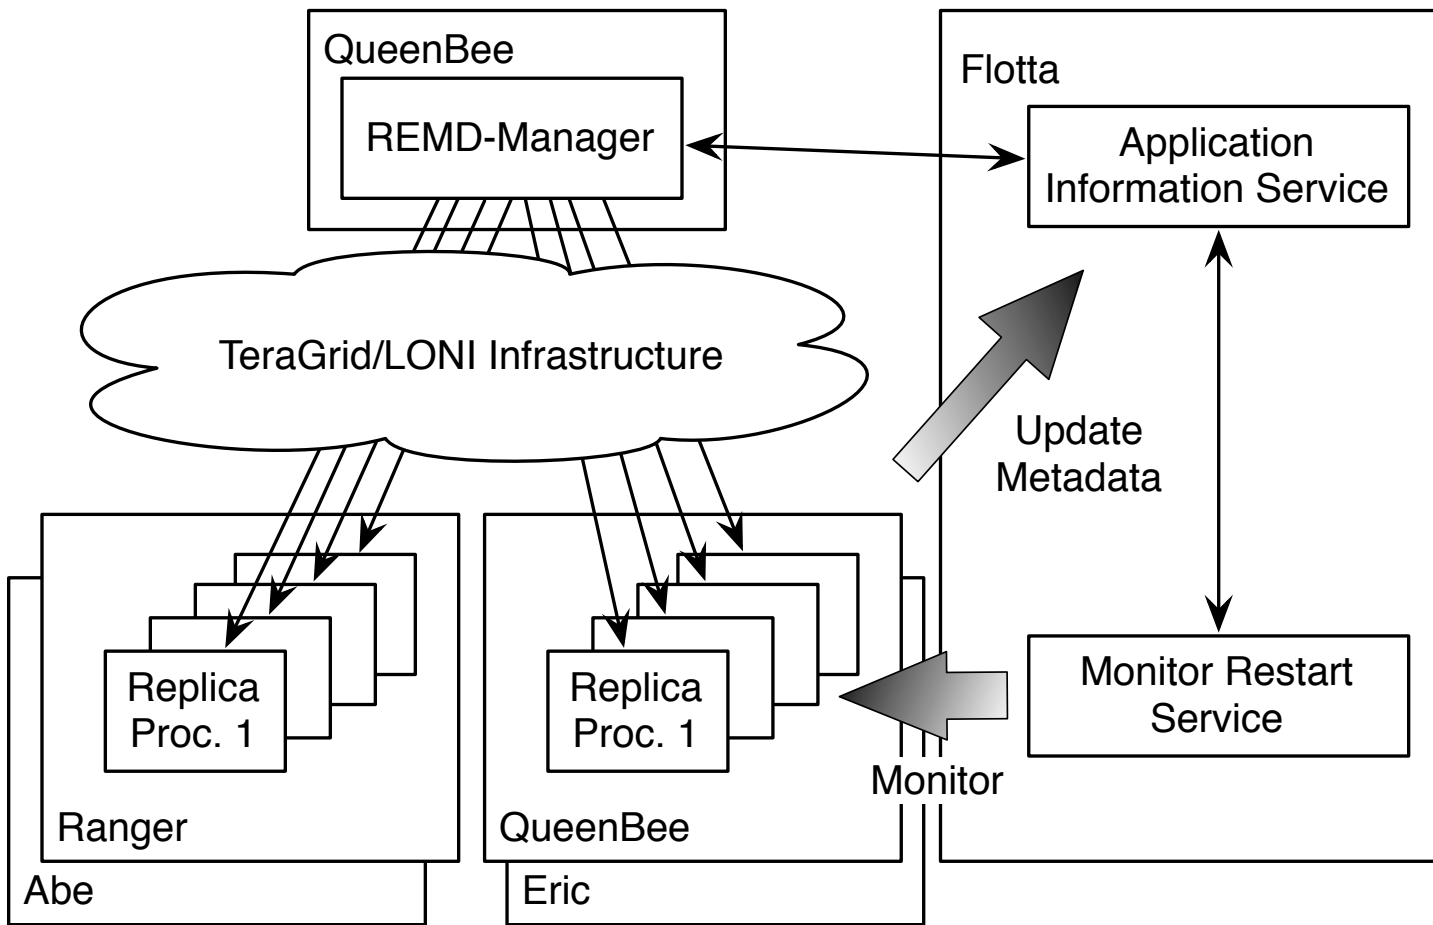 QueenBee
REMD-Manager
Flotta
Application
Information Service
TeraGrid/LONI Infrastructure
Update
Metadata
Replica
Proc. 1
Ranger
Abe
Replica
Proc. 1
QueenBee
Eric
Monitor Restart
Service
Monitor